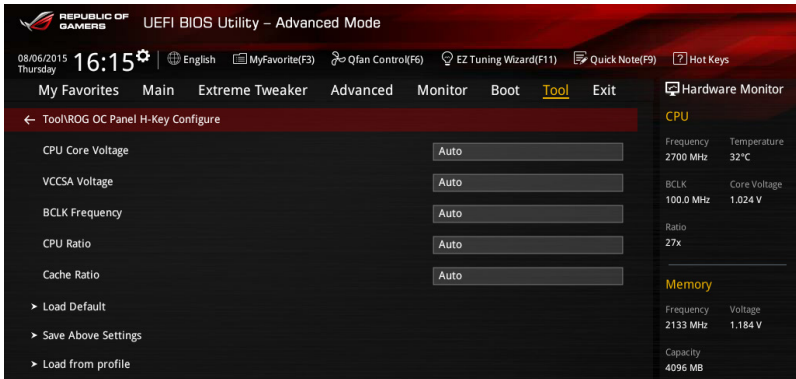 REPUBLIC OF
GAMERS
UEFI BIOS Utility – Advanced Mode
08/06/2015
Thursday
16:15
English
MyFavorite(F3)
Qfan Control(F6)
EZ Tuning Wizard(F11)
Quick Note(F9)
? Hot Keys
My Favorites
Main
Extreme Tweaker
Advanced
Monitor
Boot
Tool
Exit
Hardware Monitor
← Tool\ROG OC Panel H-Key Configure
CPU Core Voltage Auto
VCCSA Voltage Auto
BCLK Frequency Auto
CPU Ratio Auto
Cache Ratio Auto
➤ Load Default
➤ Save Above Settings
➤ Load from profile
CPU
Frequency Temperature
2700 MHz 32°C
BCLK Core Voltage
100.0 MHz 1.024 V
Ratio
27x
Memory
Frequency Voltage
2133 MHz 1.184 V
Capacity
4096 MB